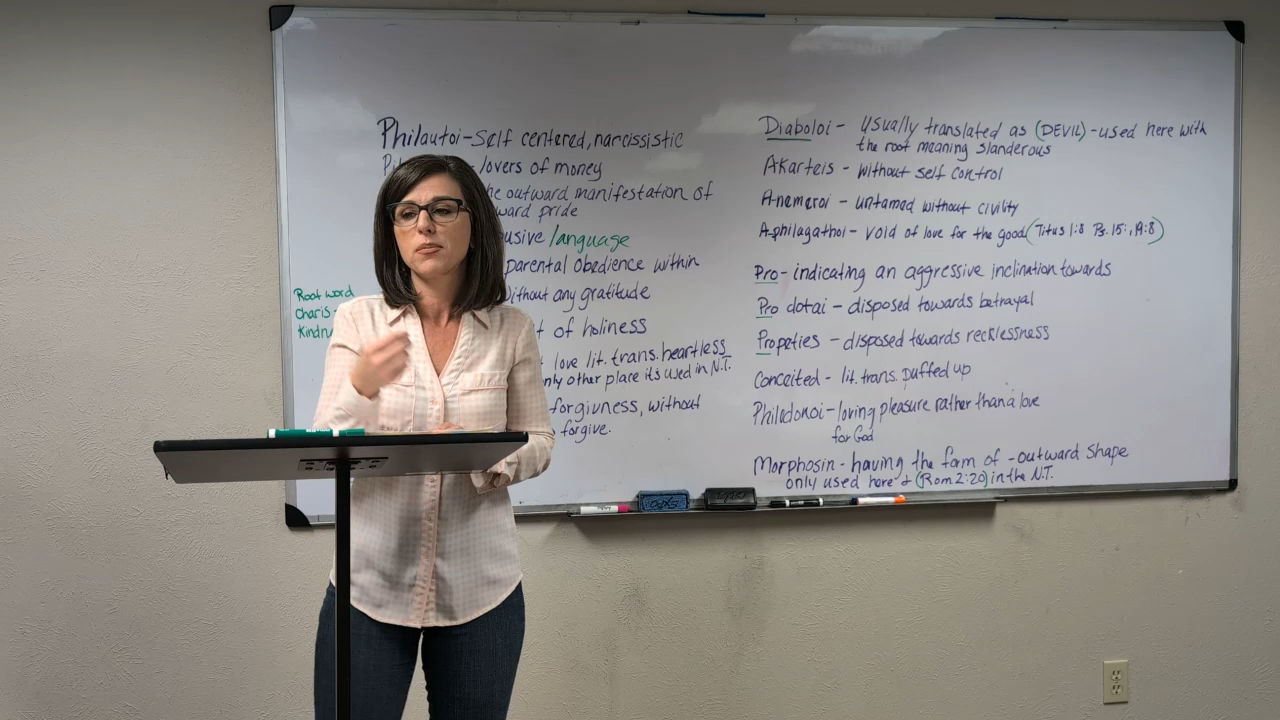 Philautoi - Self centered, narcissistic
lovers of money
he outward manifestation of
ward pride
usive language
parental Obedience within
without any gratitude
t of holiness
love lit. trans. heartless
nly other place its used in N.T.
forgivness, without
forgive.
Root word
Charis -
Kindn
Diaboloi - Usually translated as (DEVIL) - used here with
the root meaning slanderous
Akarteis - without self control
Anemeroi - untamed without civility
Aphilagathoi - void of love for the good (Titus 1:8 Ps. 15:1, A:8)
Pro - indicating an aggressive inclination towards
Pro dotai - disposed towards betrayal
Propeties - disposed towards recklessness
Conceited - lit. trans. puffed up
Philedonoi - loving pleasure rather than a love
for God
Morphosin - having the form of - outward shape
only used here & (Rom 2:20) in the N.T.